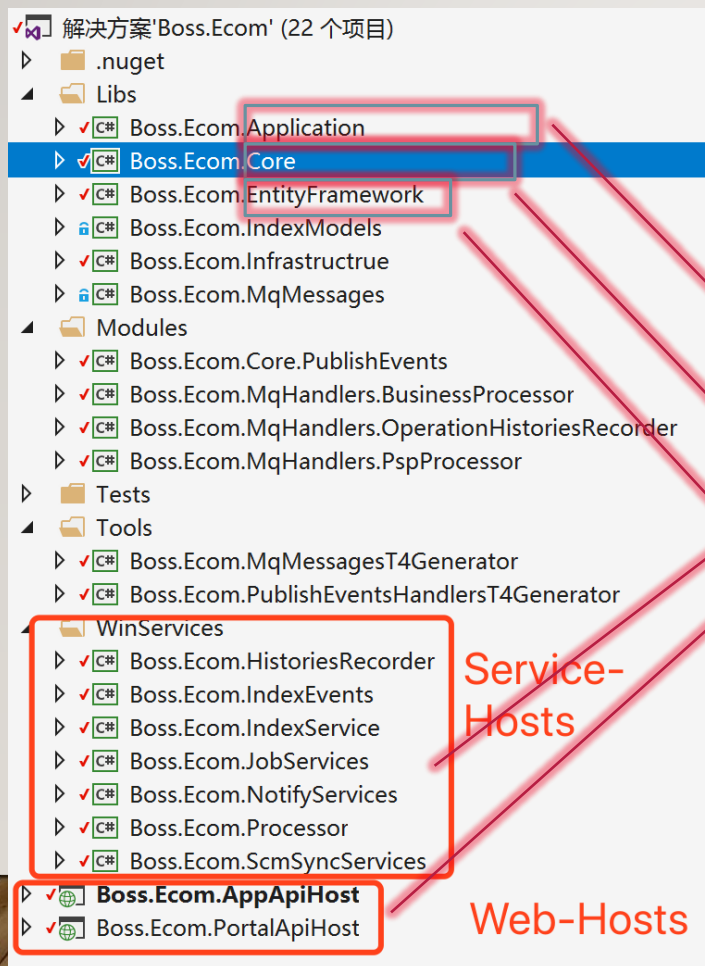 解决方案'Boss.Ecom' (22 个项目)
.nuget
Libs
C# Boss.Ecom.Application
C# Boss.Ecom.Core
C# Boss.Ecom.EntityFramework
C# Boss.Ecom.IndexModels
C# Boss.Ecom.Infrastructrue
C# Boss.Ecom.MqMessages
Modules
C# Boss.Ecom.Core.PublishEvents
C# Boss.Ecom.MqHandlers.BusinessProcessor
C# Boss.Ecom.MqHandlers.OperationHistoriesRecorder
C# Boss.Ecom.MqHandlers.PspProcessor
Tests
Tools
C# Boss.Ecom.MqMessagesT4Generator
C# Boss.Ecom.PublishEventsHandlersT4Generator
WinServices
C# Boss.Ecom.HistoriesRecorder
C# Boss.Ecom.IndexEvents
C# Boss.Ecom.IndexService
C# Boss.Ecom.JobServices
C# Boss.Ecom.NotifyServices
C# Boss.Ecom.Processor
C# Boss.Ecom.ScmSyncServices
Service-
Hosts
Boss.Ecom.AppApiHost
Boss.Ecom.PortalApiHost
Web-Hosts